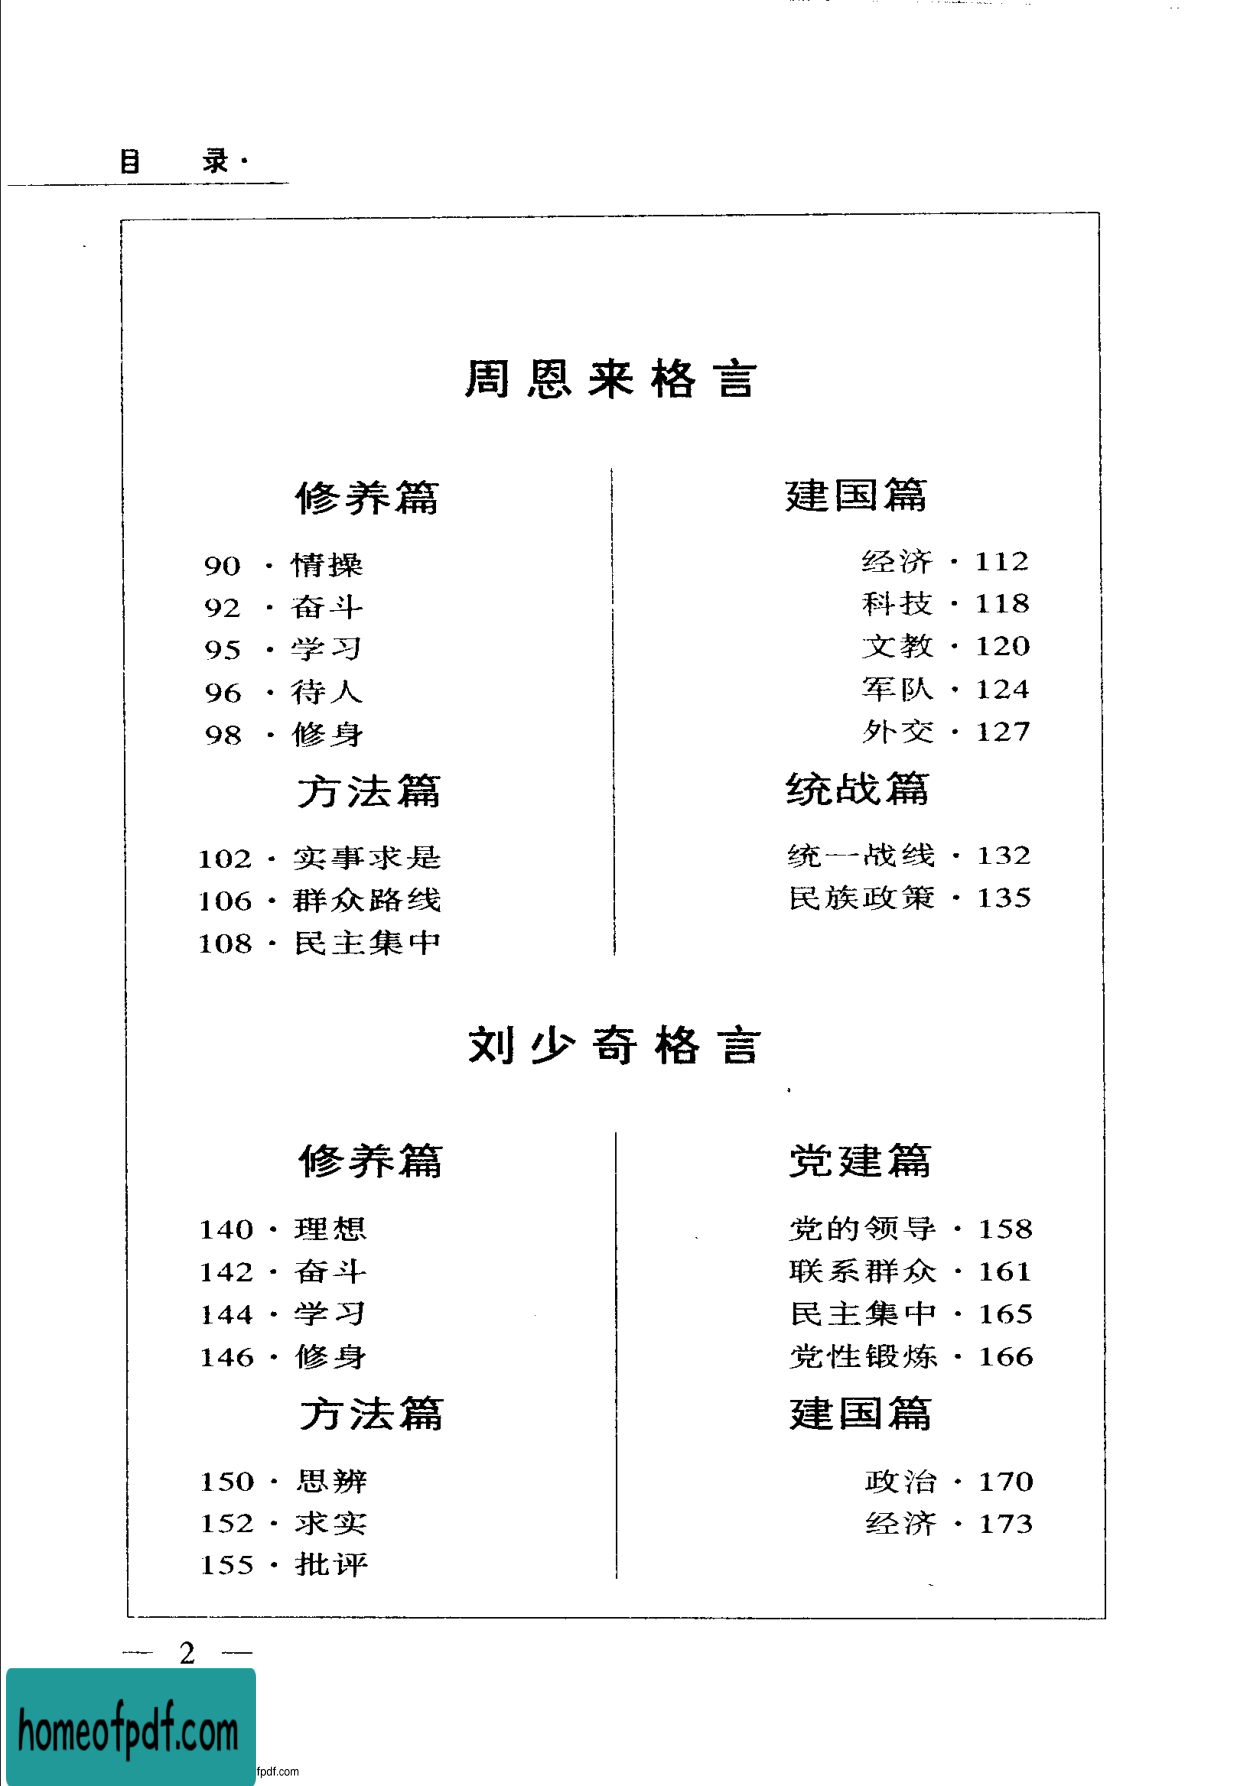 目 录·
周恩来格言
修养篇
90 · 情操
92 · 奋斗
95 · 学习
96 · 待人
98 · 修身
方法篇
102 · 实事求是
106 · 群众路线
108 · 民主集中
建国篇
经济 · 112
科技 · 118
文教 · 120
军队 · 124
外交 · 127
统战篇
统一战线 · 132
民族政策 · 135
刘少奇格言
修养篇
140 · 理想
142 · 奋斗
144 · 学习
146 · 修身
方法篇
150 · 思辨
152 · 求实
155 · 批评
党建篇
党的领导 · 158
联系群众 · 161
民主集中 · 165
党性锻炼 · 166
建国篇
政治 · 170
经济 · 173
— 2 —
homeofpdf.com
fpdf.com